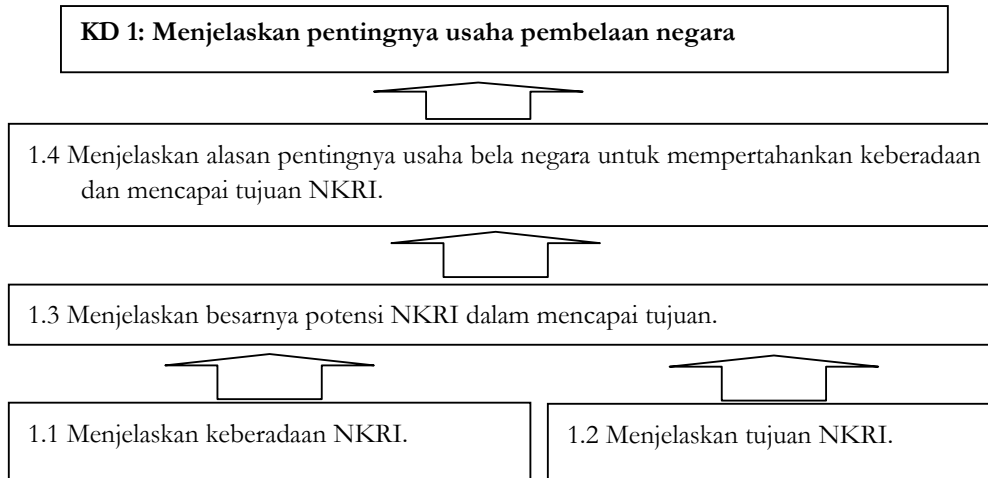 KD 1: Menjelaskan pentingnya usaha pembelaan negara
1.4 Menjelaskan alasan pentingnya usaha bela negara untuk mempertahankan keberadaan
dan mencapai tujuan NKRI.
1.3 Menjelaskan besarnya potensi NKRI dalam mencapai tujuan.
1.1 Menjelaskan keberadaan NKRI.
1.2 Menjelaskan tujuan NKRI.